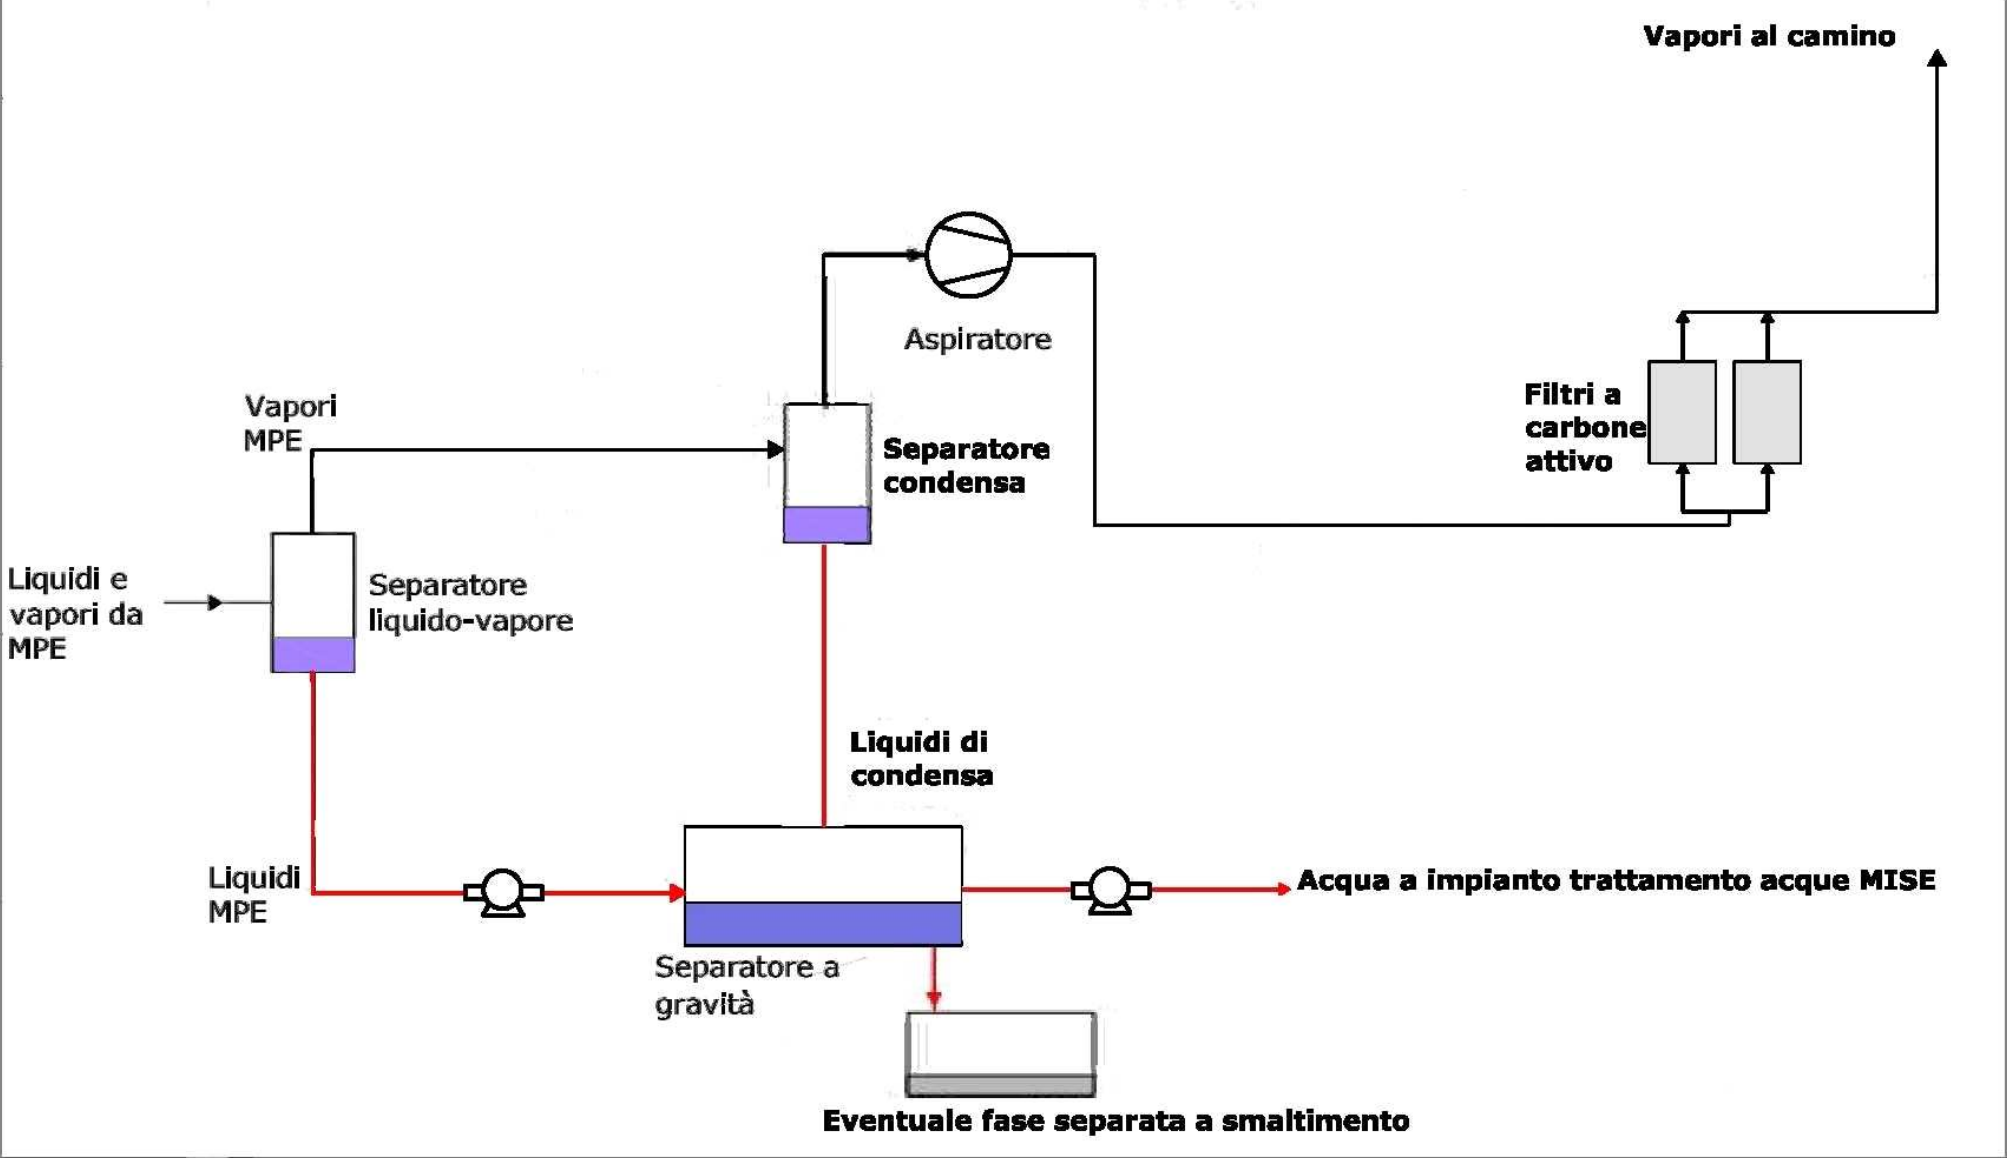 Vapori al camino
Aspiratore
Vapori
MPE
Filtri a
carbone
attivo
Separatore
condensa
Liquidi e
vapori da
MPE
Separatore
liquido-vapore
Liquidi di
condensa
Liquidi
MPE
Acqua a impianto trattamento acque MISE
Separatore a
gravità
Eventuale fase separata a smaltimento